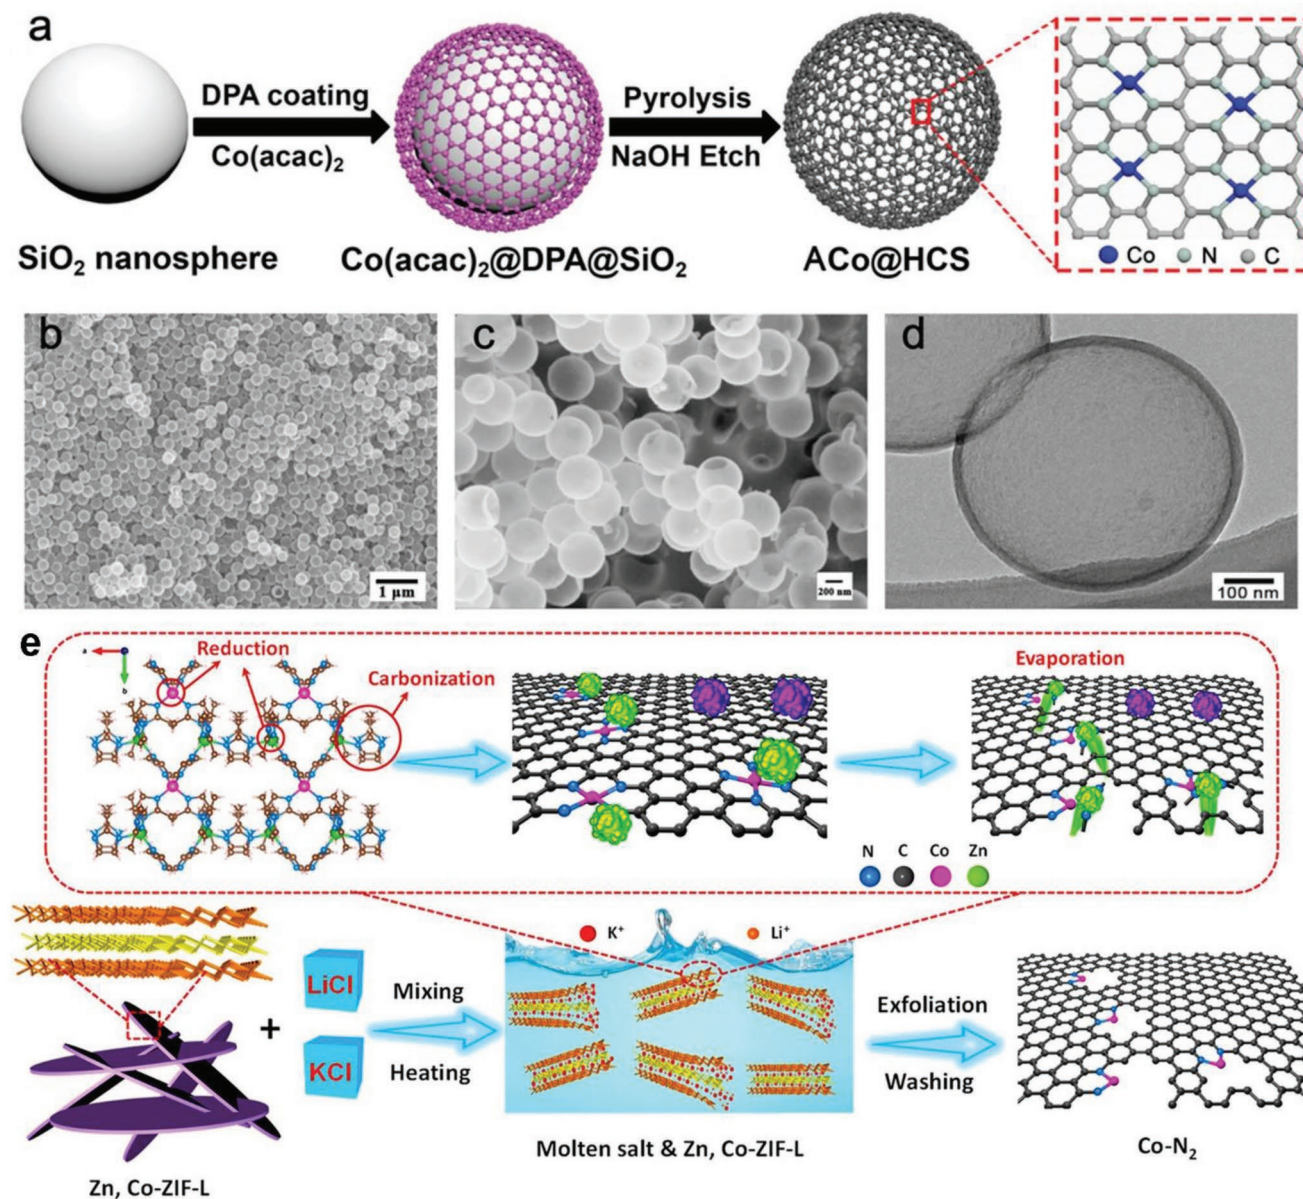 a
DPA coating
Co(acac)₂
Pyrolysis
NaOH Etch
SiO₂ nanosphere
Co(acac)₂@DPA@SiO₂
ACo@HCS
Co N C
b
1 μm
c
200 nm
d
100 nm
e
a
b
Reduction
Carbonization
Evaporation
N C Co Zn
K⁺
Li⁺
LiCl
KCl
+
Mixing
Heating
Exfoliation
Washing
Zn, Co-ZIF-L
Molten salt & Zn, Co-ZIF-L
Co-N₂